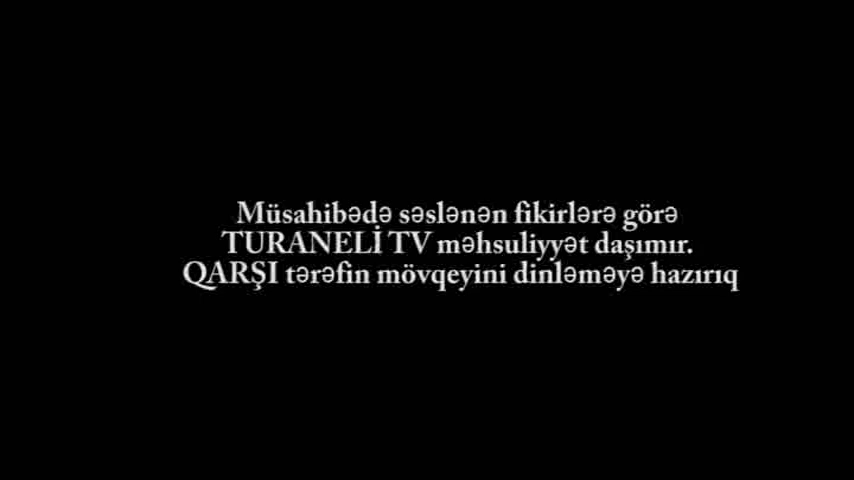 Müsahibədə səslənən fikirlərə görə
TURANELİ TV məhsuliyyət daşımır.
QARŞI tərəfin mövqeyini dinləməyə hazırıq